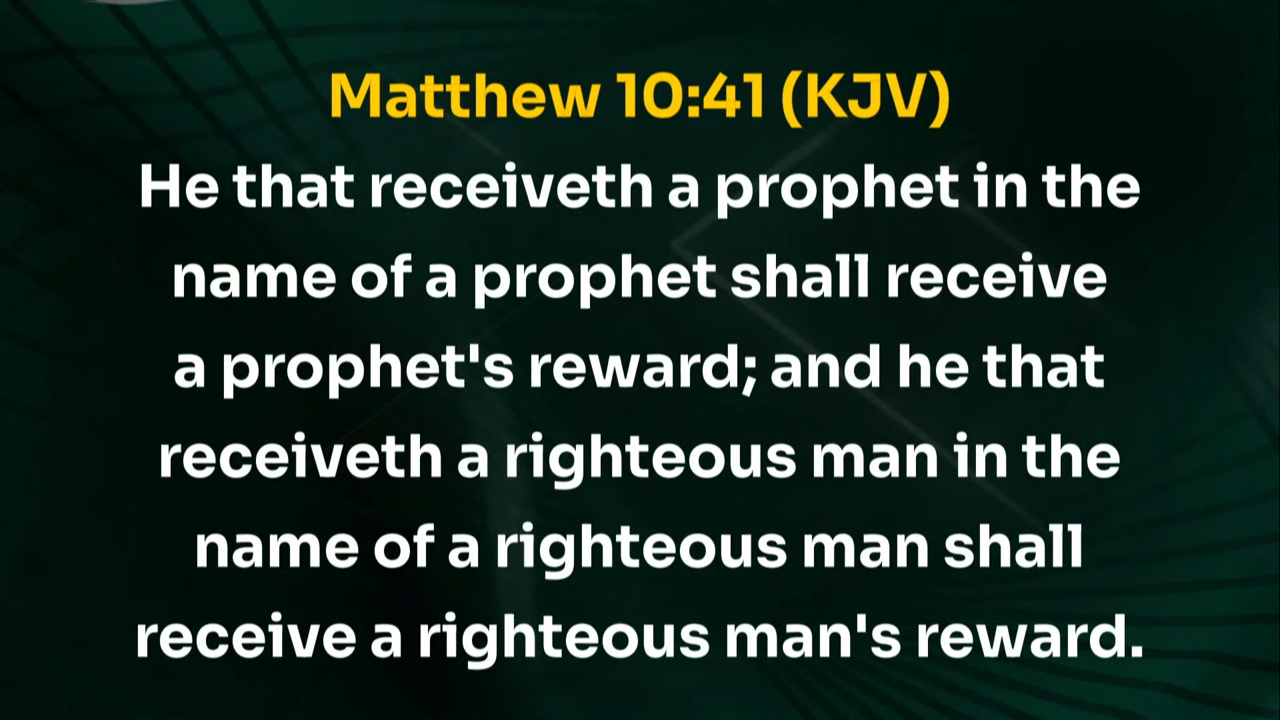 Matthew 10:41 (KJV)
He that receiveth a prophet in the
name of a prophet shall receive
a prophet's reward; and he that
receiveth a righteous man in the
name of a righteous man shall
receive a righteous man's reward.